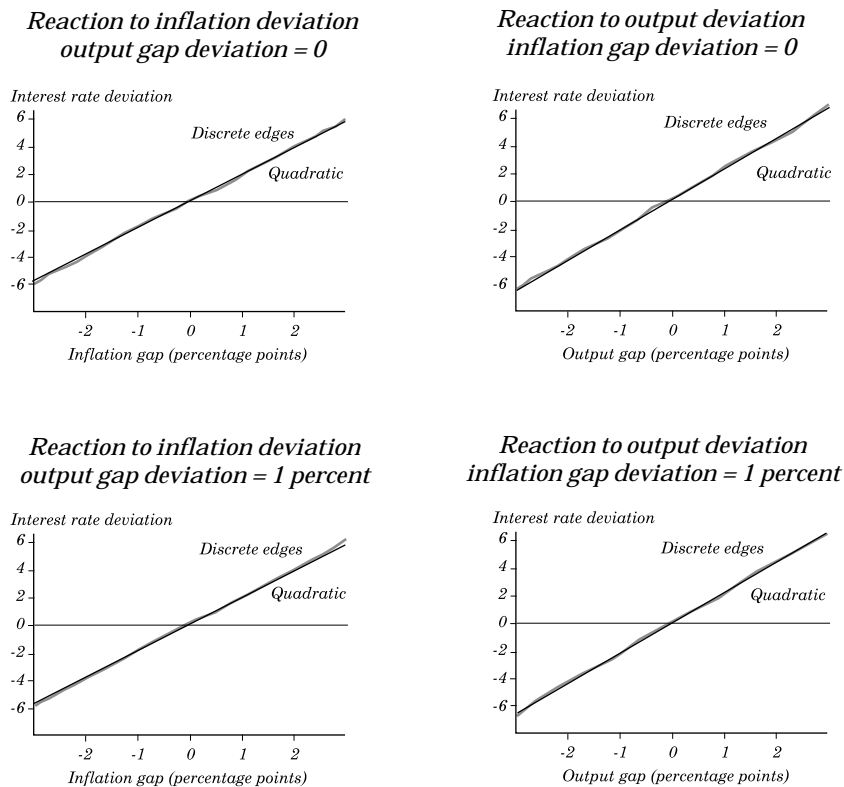 Reaction to inflation deviation
output gap deviation = 0
Interest rate deviation
6
Discrete edges
4
2
Quadratic
0
-2
-4
-6
-2 -1 0 1 2
Inflation gap (percentage points)
Reaction to output deviation
inflation gap deviation = 0
Interest rate deviation
6
Discrete edges
4
2
Quadratic
0
-2
-4
-6
-2 -1 0 1 2
Output gap (percentage points)
Reaction to inflation deviation
output gap deviation = 1 percent
Interest rate deviation
6
Discrete edges
4
2
Quadratic
0
-2
-4
-6
-2 -1 0 1 2
Inflation gap (percentage points)
Reaction to output deviation
inflation gap deviation = 1 percent
Interest rate deviation
6
Discrete edges
4
2
Quadratic
0
-2
-4
-6
-2 -1 0 1 2
Output gap (percentage points)